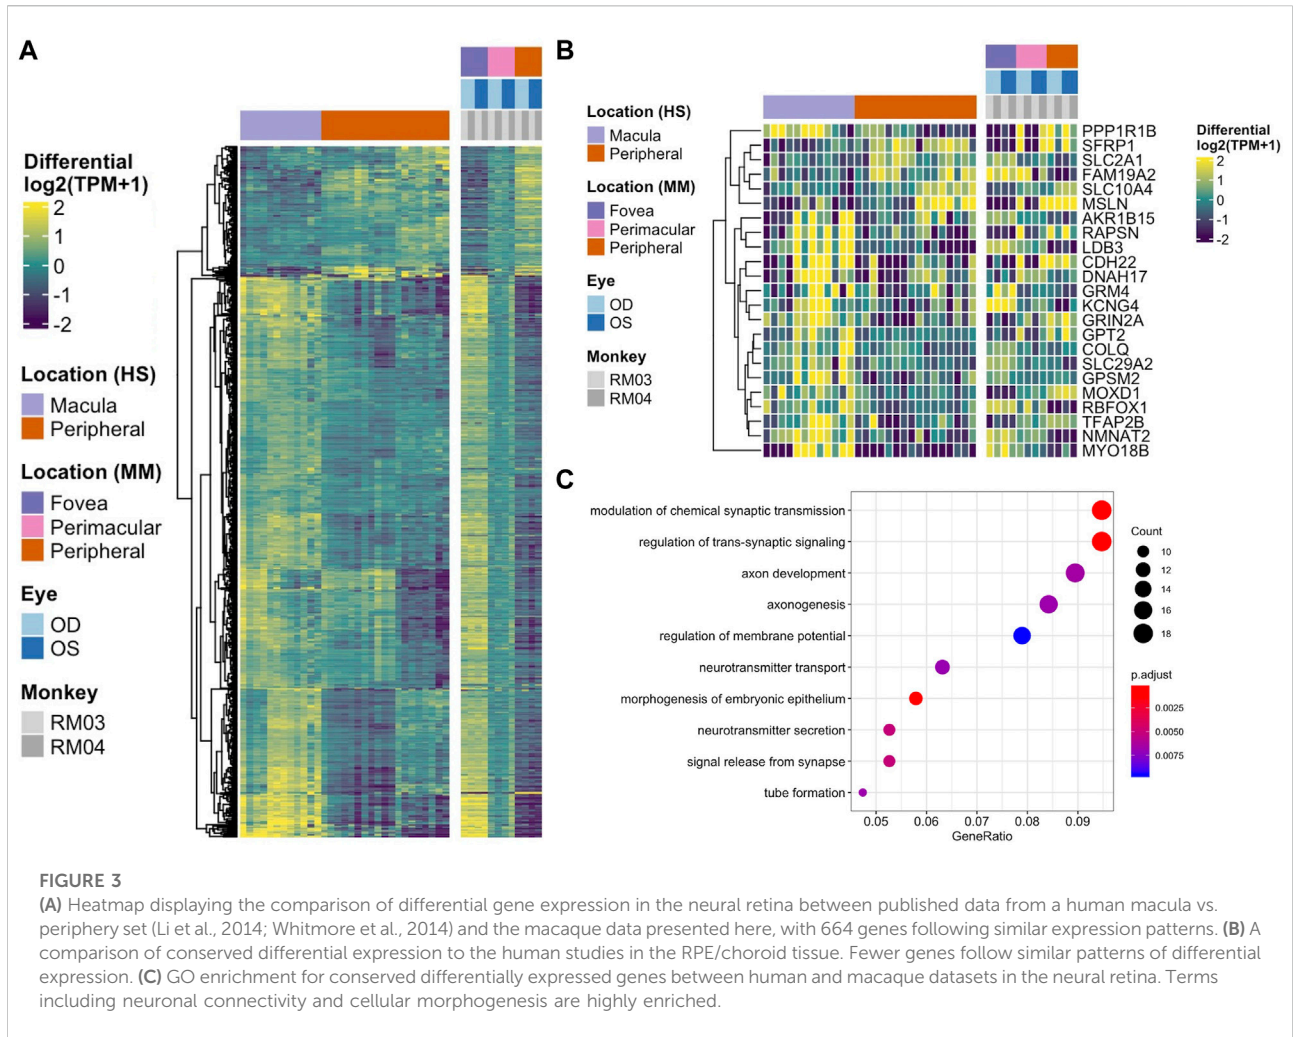 A
Differential
log2(TPM+1)
2
1
0
-1
-2
Location (HS)
Macula
Peripheral
Location (MM)
Fovea
Perimacular
Peripheral
Eye
OD
OS
Monkey
RM03
RM04
B
Location (HS)
Macula
Peripheral
Location (MM)
Fovea
Perimacular
Peripheral
Eye
OD
OS
Monkey
RM03
RM04
PPP1R1B
SFRP1
SLC2A1
FAM19A2
SLC10A4
MSLN
AKR1B15
RAPSN
LDB3
CDH22
DNAH17
GRM4
KCNG4
GRIN2A
GPT2
COLQ
SLC29A2
GPSM2
MOXD1
RBFOX1
TFAP2B
NMNAT2
MYO18B
Differential
log2(TPM+1)
2
1
0
-1
-2
C
modulation of chemical synaptic transmission
regulation of trans-synaptic signaling
axon development
axonogenesis
regulation of membrane potential
neurotransmitter transport
morphogenesis of embryonic epithelium
neurotransmitter secretion
signal release from synapse
tube formation
0.05 0.06 0.07 0.08 0.09
GeneRatio
Count
10
12
14
16
18
p.adjust
0.0025
0.0050
0.0075
FIGURE 3
(A) Heatmap displaying the comparison of differential gene expression in the neural retina between published data from a human macula vs.
periphery set (Li et al., 2014; Whitmore et al., 2014) and the macaque data presented here, with 664 genes following similar expression patterns. (B) A
comparison of conserved differential expression to the human studies in the RPE/choroid tissue. Fewer genes follow similar patterns of differential
expression. (C) GO enrichment for conserved differentially expressed genes between human and macaque datasets in the neural retina. Terms
including neuronal connectivity and cellular morphogenesis are highly enriched.